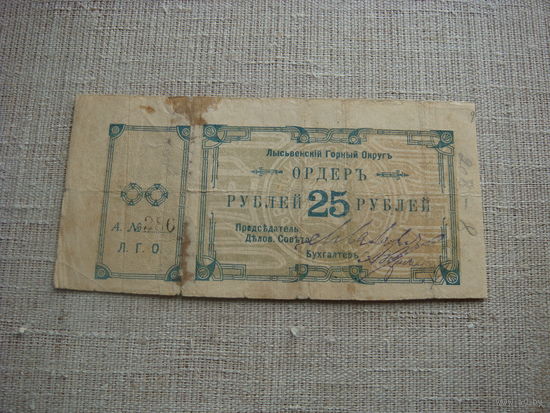 Лысьвенскій Горный Округъ
ОРДЕРЪ
РУБЛЕЙ 25 РУБЛЕЙ
Предсѣдатель
Дѣлов. Совѣта
Бухгалтеръ
А. №
Л. Г. О.